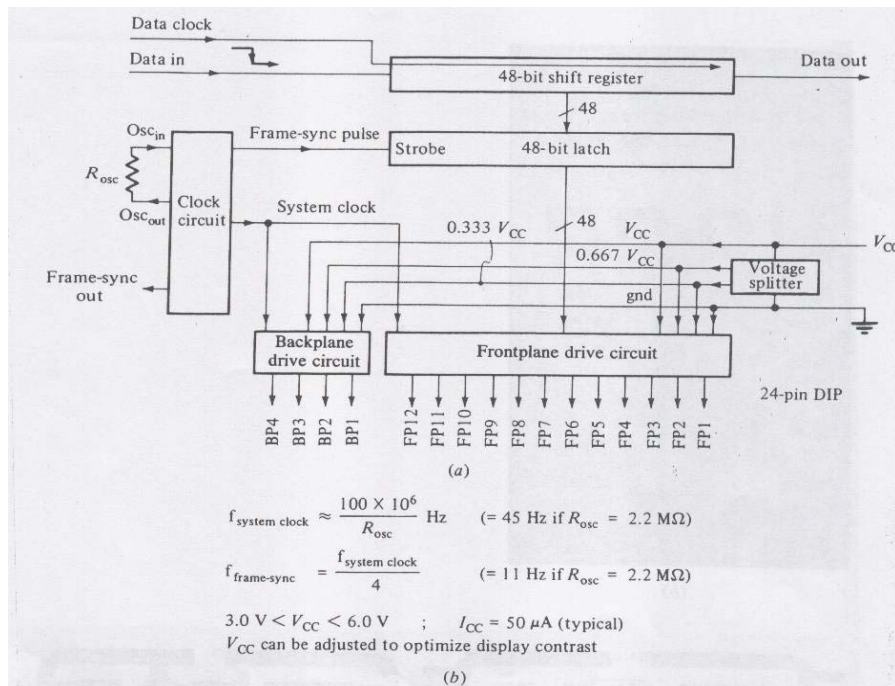 Data clock
Data in
Data out
48-bit shift register
48
Osc_in
Frame-sync pulse
Strobe
48-bit latch
R_osc
Clock circuit
Osc_out
System clock
48
0.333 V_CC
V_CC
V_CC
0.667 V_CC
Voltage splitter
Frame-sync out
gnd
Backplane drive circuit
Frontplane drive circuit
24-pin DIP
BP4
BP3
BP2
BP1
FP12
FP11
FP10
FP9
FP8
FP7
FP6
FP5
FP4
FP3
FP2
FP1
(a)
f_system clock ≈ 100 × 10⁶ / R_osc Hz (= 45 Hz if R_osc = 2.2 MΩ)
f_frame-sync = f_system clock / 4 (= 11 Hz if R_osc = 2.2 MΩ)
3.0 V < V_CC < 6.0 V ; I_CC = 50 μA (typical)
V_CC can be adjusted to optimize display contrast
(b)